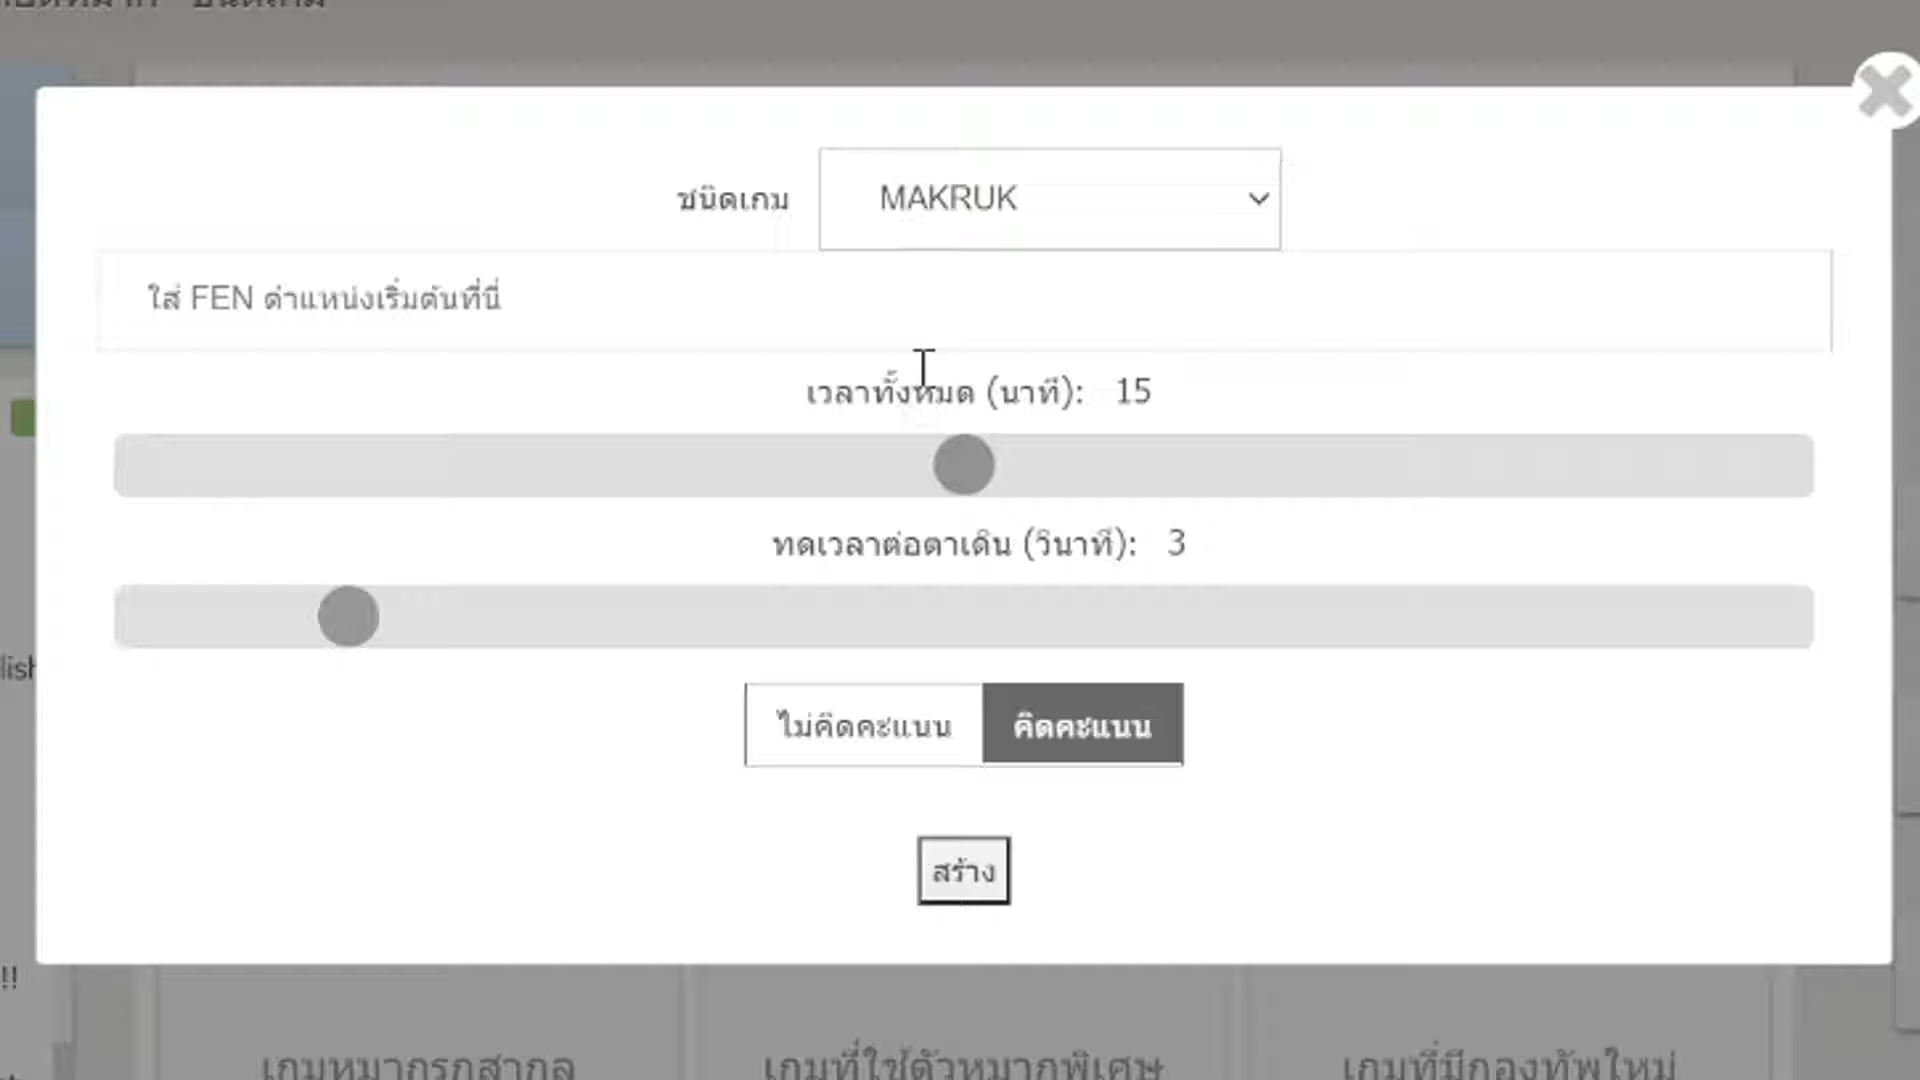 ชนิดเกม MAKRUK
ใส่ FEN ตำแหน่งเริ่มต้นที่นี่
เวลาทั้งหมด (นาที): 15
ทดเวลาต่อตาเดิน (วินาที): 3
lish
ไม่คิดคะแนน คิดคะแนน
สร้าง
!!
เกมหมากรุกสากล เกมที่ใช้ตัวหมากพิเศษ เกมที่มีกองทัพใหม่